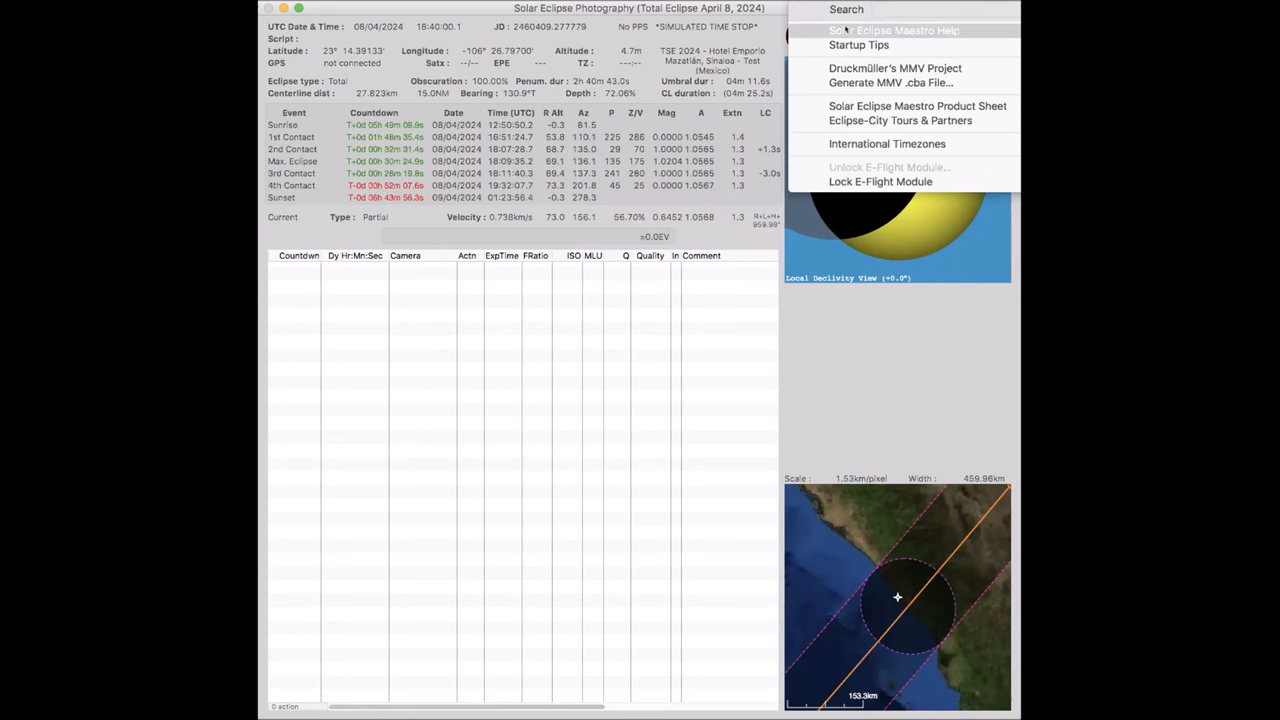 Solar Eclipse Photography (Total Eclipse April 8, 2024)
UTC Date & Time : 08/04/2024 18:40:00.1 JD : 2460409.277779 No PPS *SIMULATED TIME STOP*
Script :
Latitude : 23° 14.39133' Longitude : -106° 26.79700' Altitude : 4.7m TSE 2024 - Hotel Emporio
GPS not connected Satx : --/-- EPE --- TZ : ---:-- Mazatlán, Sinaloa - Test
(Mexico)
Eclipse type : Total Obscuration : 100.00% Penum. dur : 2h 40m 43.0s Umbral dur : 04m 11.6s
Centerline dist : 27.823km 15.0NM Bearing : 130.9°T Depth : 72.06% CL duration : (04m 25.2s)
Event Countdown Date Time (UTC) R Alt Az P Z/V Mag A Extn LC
Sunrise T+0d 05h 49m 09.9s 08/04/2024 12:50:50.2 -0.3 81.5
1st Contact T+0d 01h 48m 35.4s 08/04/2024 16:51:24.7 53.8 110.1 225 286 0.0000 1.0545 1.4
2nd Contact T+0d 00h 32m 31.4s 08/04/2024 18:07:28.7 68.7 135.0 29 70 0.0000 1.0565 1.3 +1.3s
Max. Eclipse T+0d 00h 30m 24.9s 08/04/2024 18:09:35.2 69.1 136.1 135 175 1.0204 1.0565 1.3
3rd Contact T+0d 00h 28m 19.8s 08/04/2024 18:11:40.3 69.4 137.3 241 280 0.0000 1.0565 1.3 -3.0s
4th Contact T-0d 00h 52m 07.6s 08/04/2024 19:32:07.7 73.3 201.8 45 25 0.0000 1.0567 1.3
Sunset T-0d 06h 43m 56.3s 09/04/2024 01:23:56.4 -0.3 278.3
Current Type : Partial Velocity : 0.738km/s 73.0 156.1 56.70% 0.6452 1.0568 1.3 R+L+H+
959.98"
±0.0EV
Countdown Dy Hr:Mn:Sec Camera Actn ExpTime FRatio ISO MLU Q Quality In Comment
0 action
Search
Solar Eclipse Maestro Help
Startup Tips
Druckmüller's MMV Project
Generate MMV .cba File...
Solar Eclipse Maestro Product Sheet
Eclipse-City Tours & Partners
International Timezones
Unlock E-Flight Module...
Lock E-Flight Module
Local Declivity View (+0.0°)
Scale : 1.53km/pixel Width : 459.96km
153.3km